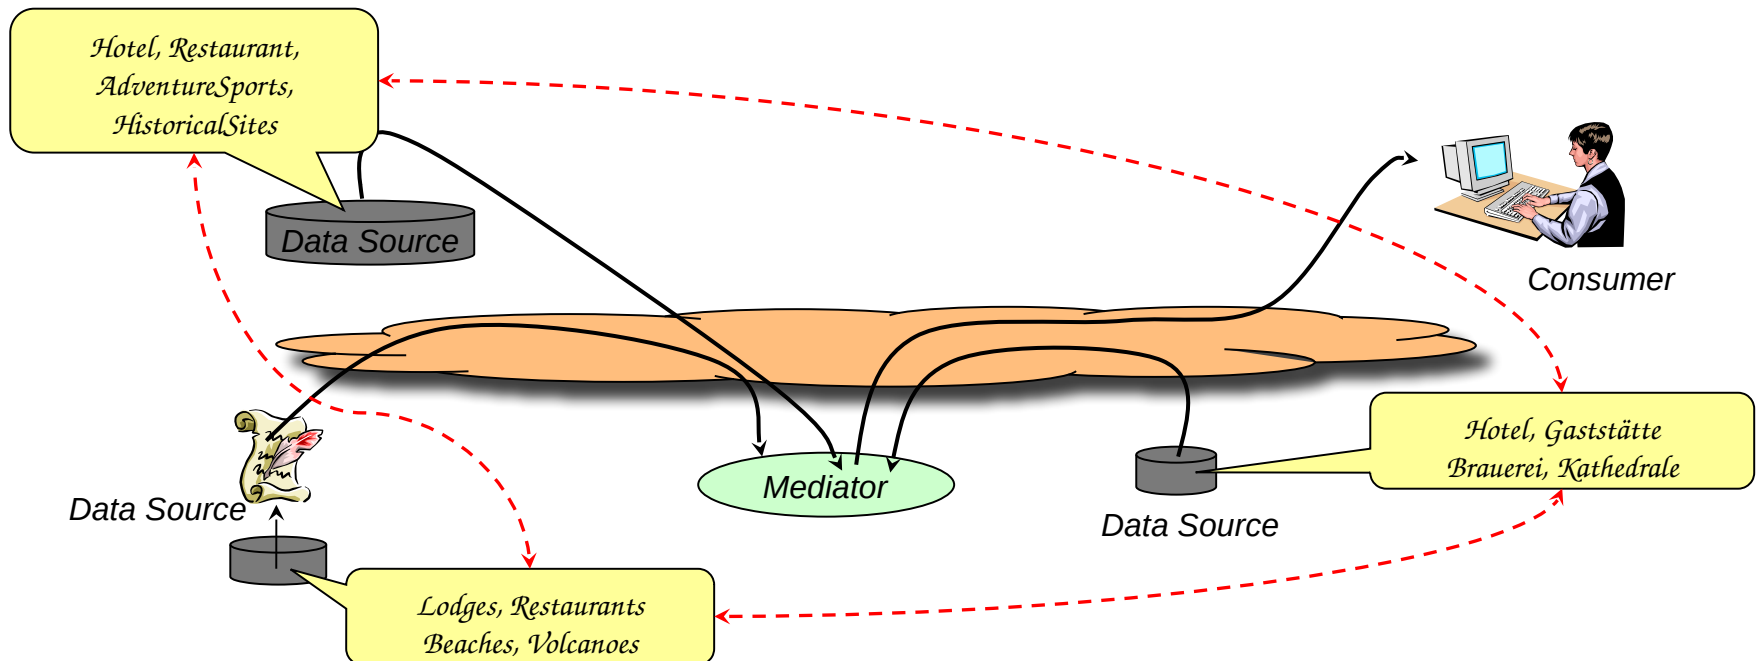 Hotel, Restaurant,
AdventureSports,
HistoricalSites
Data Source
Consumer
Data Source
Mediator
Data Source
Hotel, Gaststätte
Brauerei, Kathedrale
Lodges, Restaurants
Beaches, Volcanoes